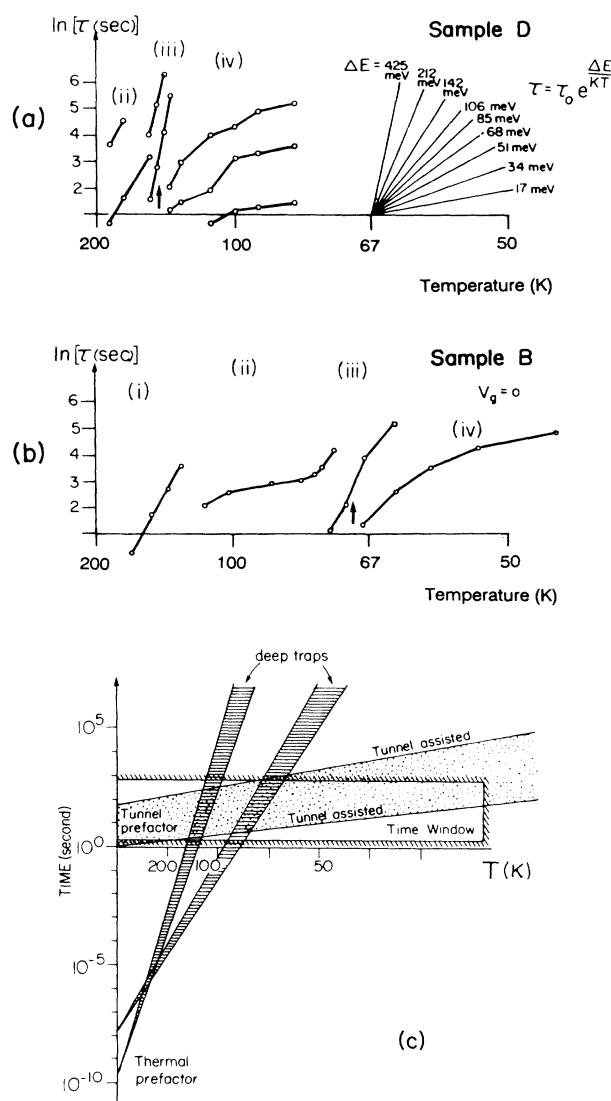 ln[τ(sec)]
(iii)
Sample D
(ii)
(iv)
ΔE = 425 meV
212 meV
142 meV
106 meV
85 meV
68 meV
51 meV
34 meV
17 meV
τ = τ₀ e^(ΔE/KT)
(a)
6
5
4
3
2
200
100
67
50
Temperature (K)
ln[τ(sec)]
(i)
(ii)
(iii)
Sample B
V_g = 0
(iv)
(b)
6
5
4
3
2
200
100
67
50
Temperature (K)
deep traps
10⁵
Tunnel assisted
Tunnel prefactor
Tunnel assisted
Time Window
TIME (second)
10⁰
200
100
50
T(K)
10⁻⁵
Thermal prefactor
(c)
10⁻¹⁰